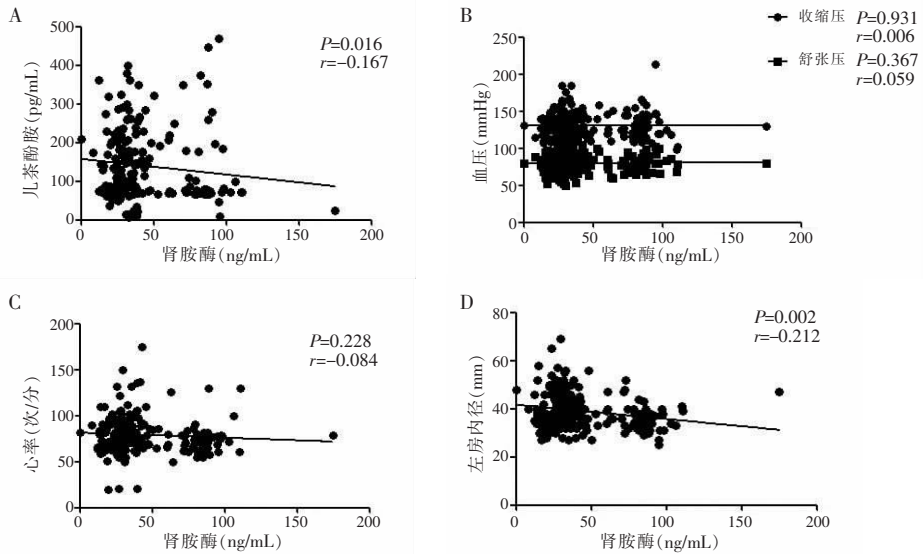 A
P=0.016
r=-0.167
儿茶酚胺(pg/mL)
500
400
300
200
100
0
0 50 100 150 200
肾胺酶(ng/mL)
B
收缩压 P=0.931
r=0.006
舒张压 P=0.367
r=0.059
血压(mmHg)
250
200
150
100
50
0
0 50 100 150 200
肾胺酶(ng/mL)
C
P=0.228
r=-0.084
心率(次/分)
200
150
100
50
0
0 50 100 150 200
肾胺酶(ng/mL)
D
P=0.002
r=-0.212
左房内径(mm)
80
60
40
20
0
0 50 100 150 200
肾胺酶(ng/mL)